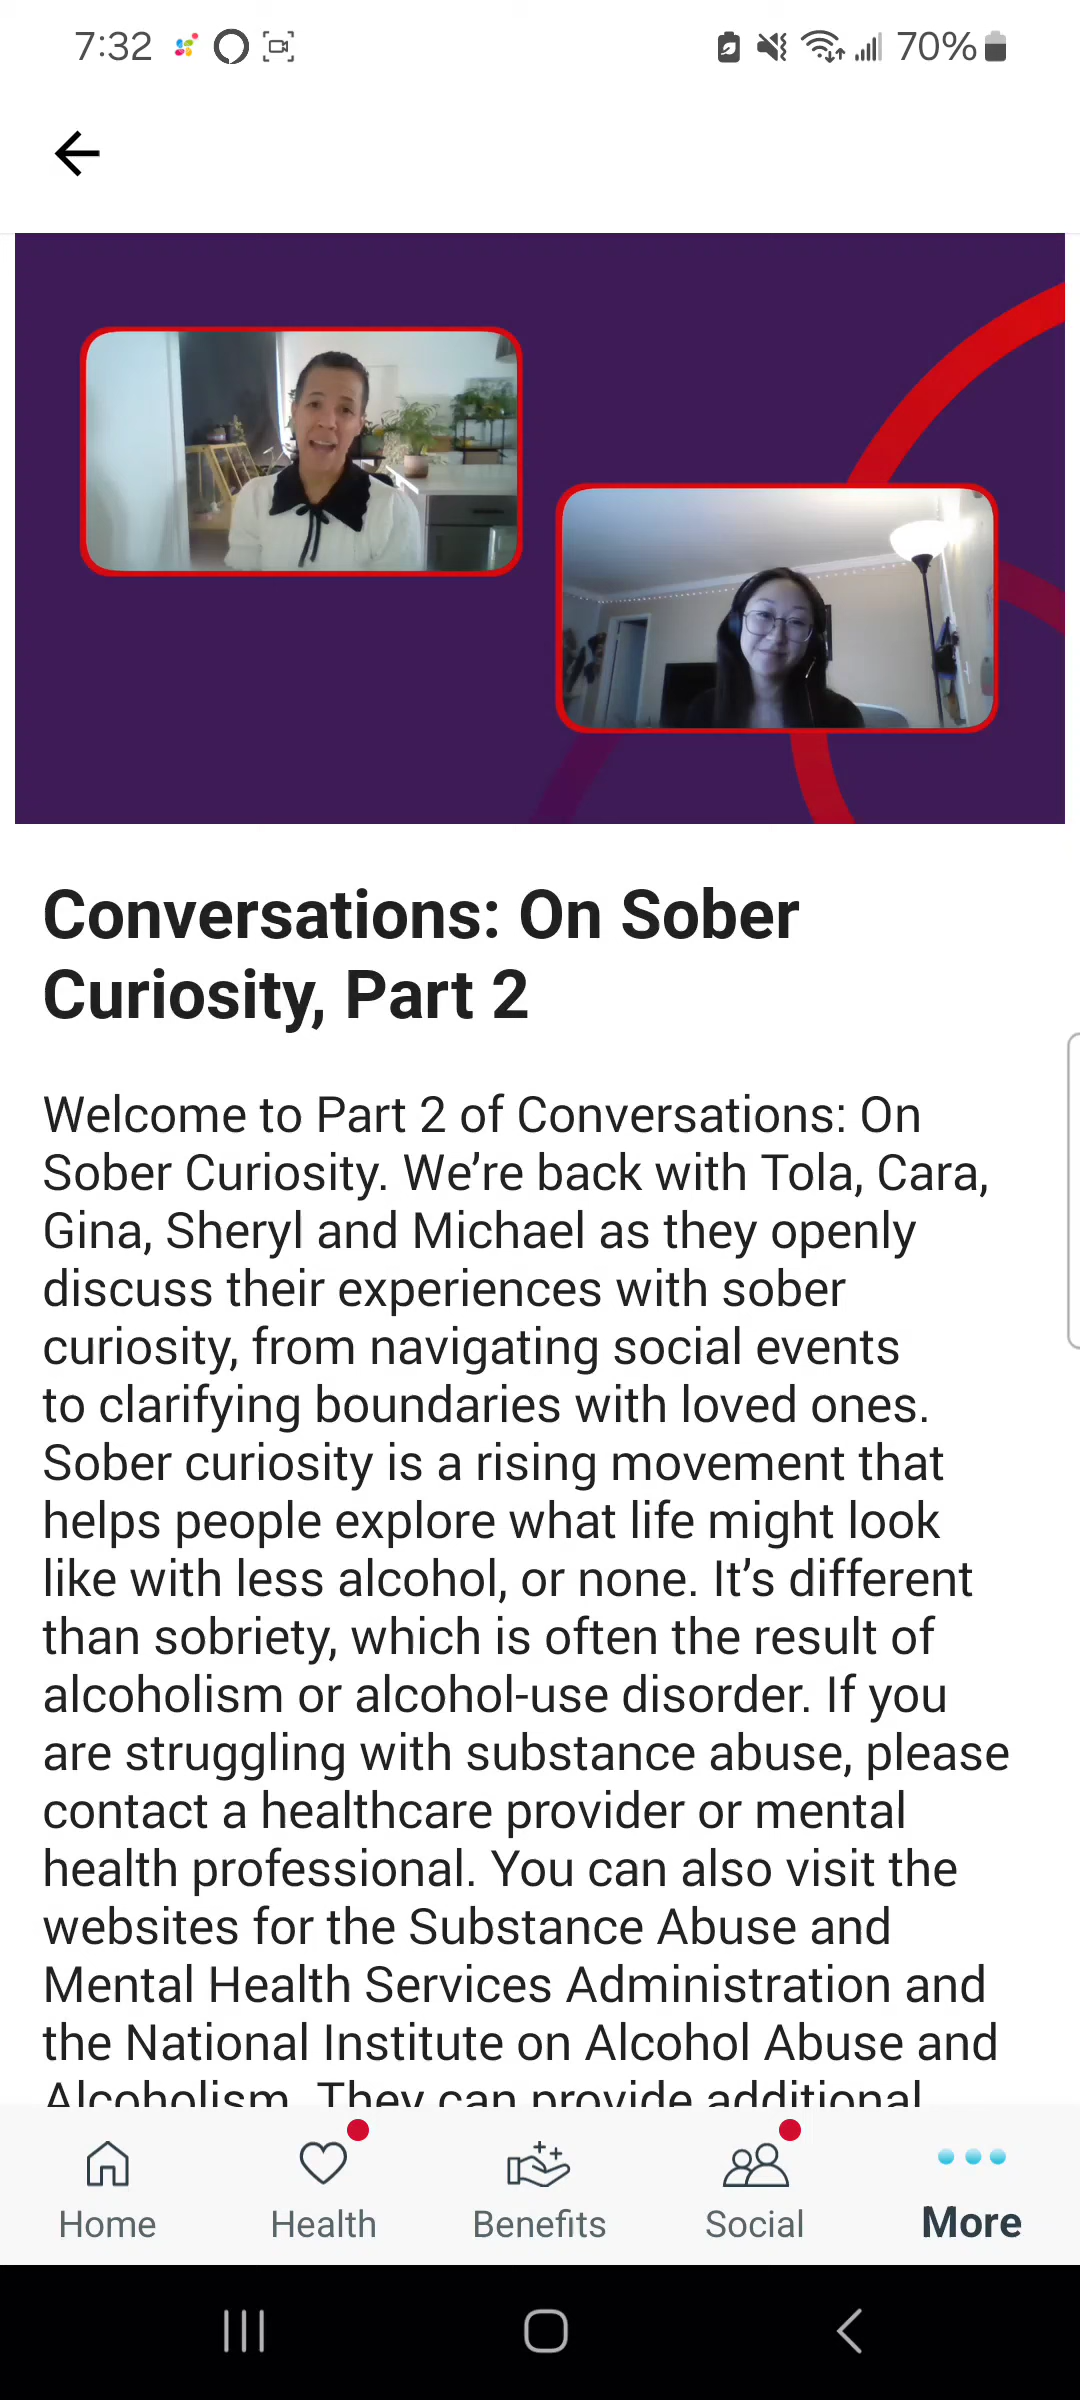 7:32
70%
Conversations: On Sober
Curiosity, Part 2
Welcome to Part 2 of Conversations: On
Sober Curiosity. We’re back with Tola, Cara,
Gina, Sheryl and Michael as they openly
discuss their experiences with sober
curiosity, from navigating social events
to clarifying boundaries with loved ones.
Sober curiosity is a rising movement that
helps people explore what life might look
like with less alcohol, or none. It’s different
than sobriety, which is often the result of
alcoholism or alcohol-use disorder. If you
are struggling with substance abuse, please
contact a healthcare provider or mental
health professional. You can also visit the
websites for the Substance Abuse and
Mental Health Services Administration and
the National Institute on Alcohol Abuse and
Alcoholism. They can provide additional
Home
Health
Benefits
Social
More